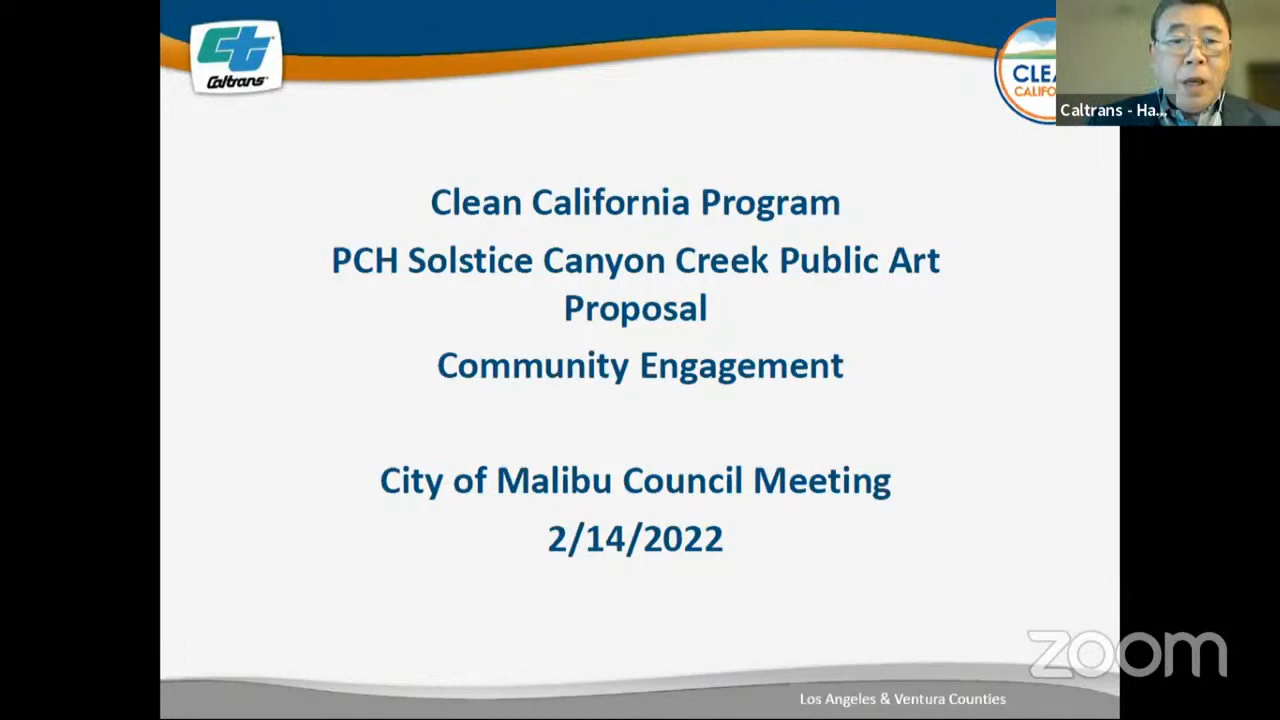 Caltrans
CLEA
CALIFO
Caltrans - Ha...
Clean California Program
PCH Solstice Canyon Creek Public Art
Proposal
Community Engagement
City of Malibu Council Meeting
2/14/2022
zoom
Los Angeles & Ventura Counties